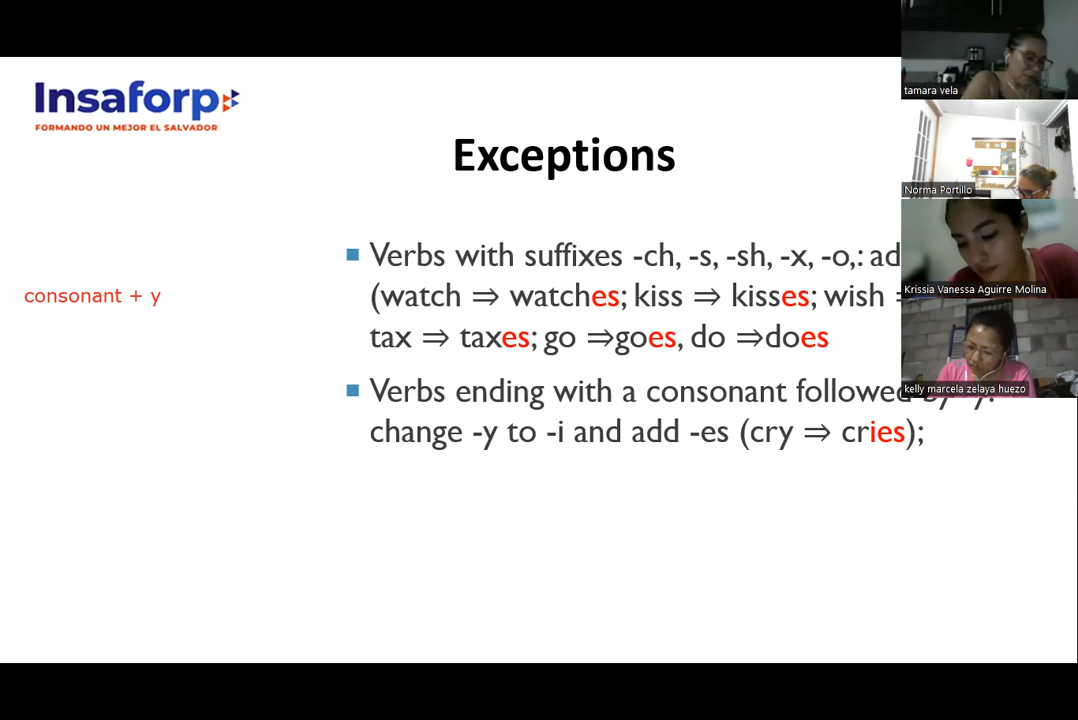 Insaforp
FORMANDO UN MEJOR EL SALVADOR
Exceptions
Verbs with suffixes -ch, -s, -sh, -x, -o,: ad
(watch ⇒ watches; kiss ⇒ kisses; wish
tax ⇒ taxes; go ⇒goes, do ⇒does
Verbs ending with a consonant followed by -y:
change -y to -i and add -es (cry ⇒ cries);
consonant + y
tamara vela
Norma Portillo
Krissia Vanessa Aguirre Molina
kelly marcela zelaya huezo